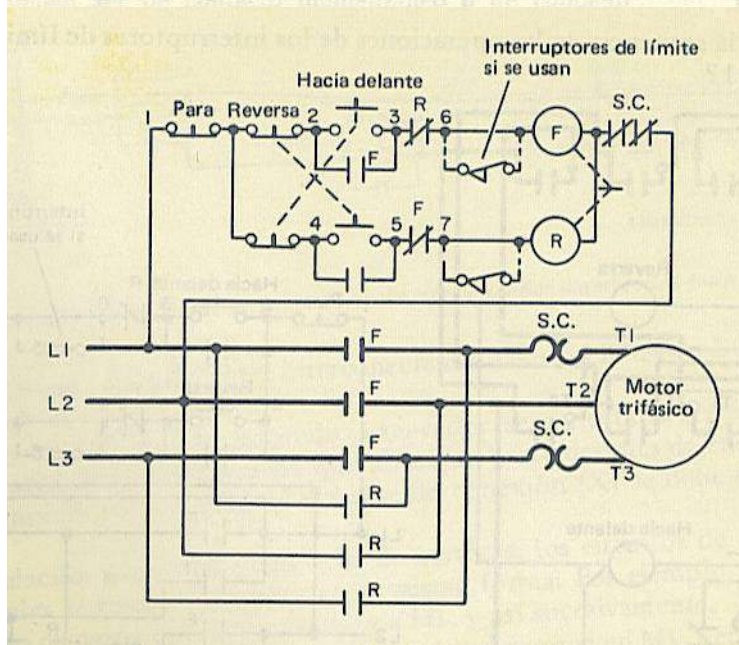 Interruptores de límite
si se usan
Hacia delante
1 Para Reversa 2 3 R 6 F S.C.
F
4 5 F 7 R
L1 F S.C. T1
L2 F T2 Motor
trifásico
L3 F S.C. T3
R
R
R